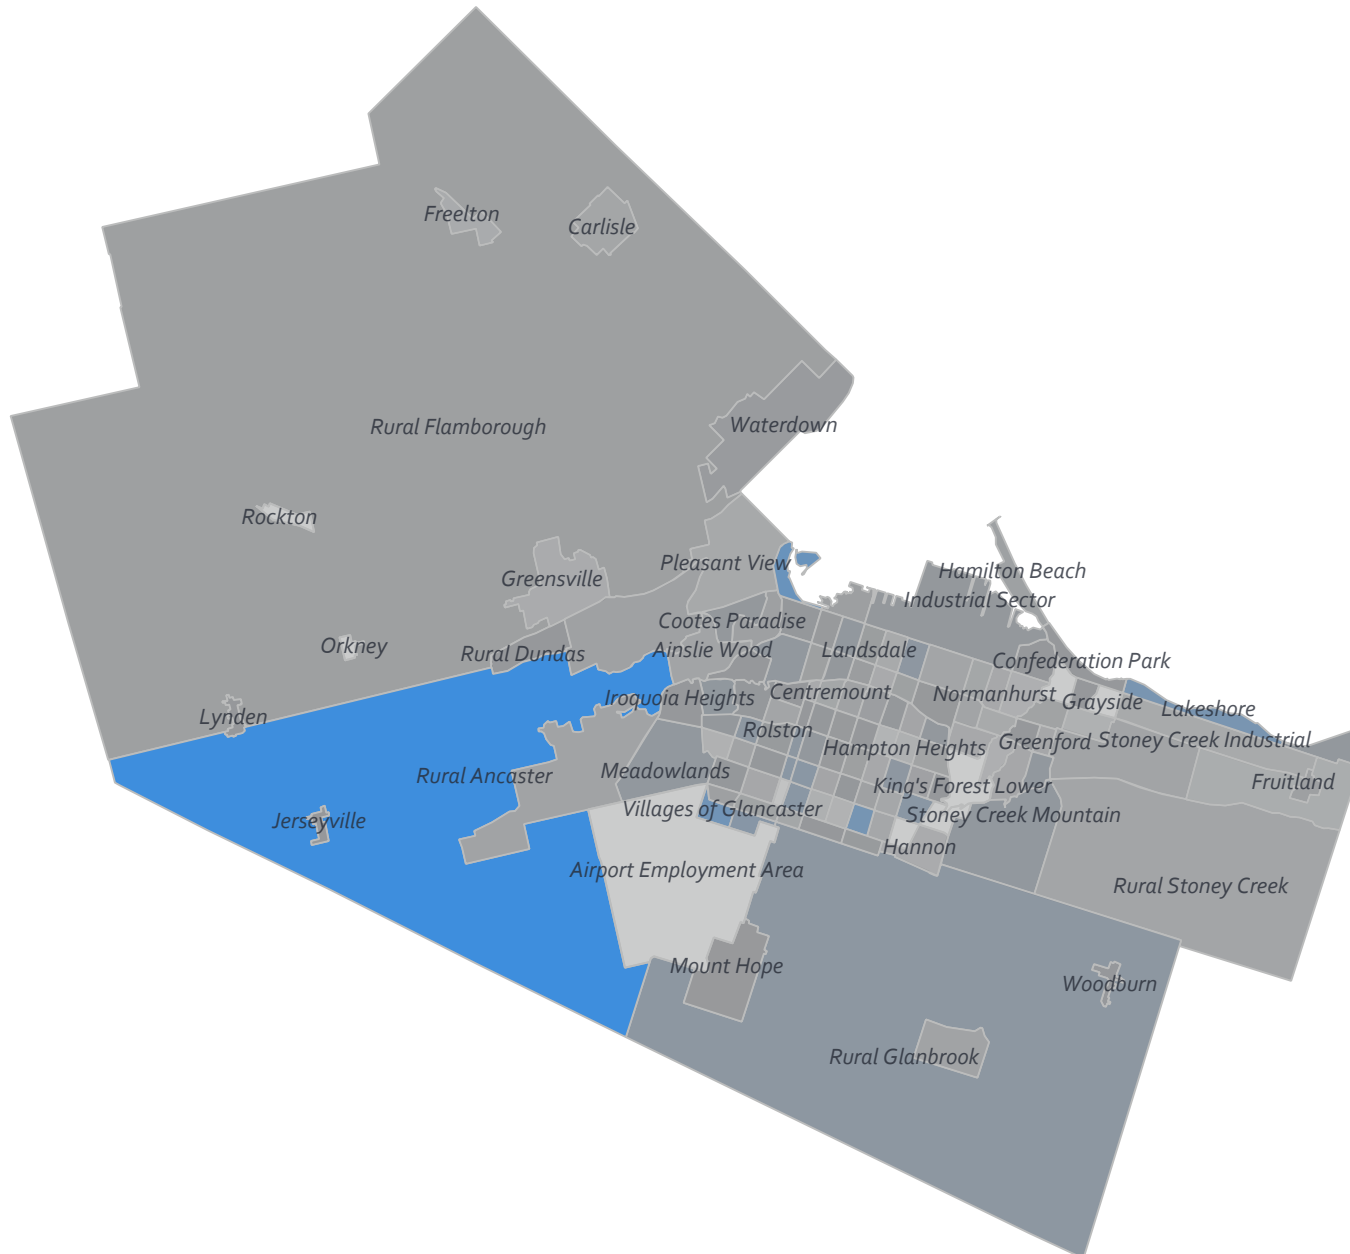 Freelton
Carlisle
Rural Flamborough
Waterdown
Rockton
Pleasant View
Hamilton Beach
Greensville
Industrial Sector
Cootes Paradise
Orkney
Rural Dundas
Ainslie Wood
Landsdale
Confederation Park
Iroquoia Heights
Centremount
Normanhurst
Grayside
Lakeshore
Lynden
Rolston
Hampton Heights
Greenford
Stoney Creek Industrial
Rural Ancaster
Meadowlands
King's Forest Lower
Fruitland
Villages of Glancaster
Stoney Creek Mountain
Jerseyville
Hannon
Airport Employment Area
Rural Stoney Creek
Mount Hope
Woodburn
Rural Glanbrook